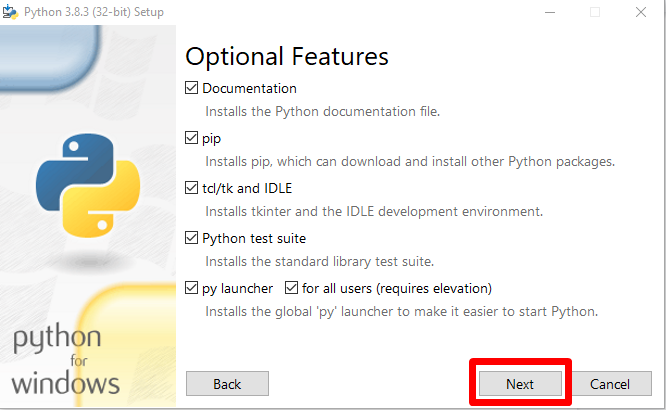 Python 3.8.3 (32-bit) Setup
Optional Features
Documentation
Installs the Python documentation file.
pip
Installs pip, which can download and install other Python packages.
tcl/tk and IDLE
Installs tkinter and the IDLE development environment.
Python test suite
Installs the standard library test suite.
py launcher for all users (requires elevation)
Installs the global 'py' launcher to make it easier to start Python.
python
for
windows
Back Next Cancel